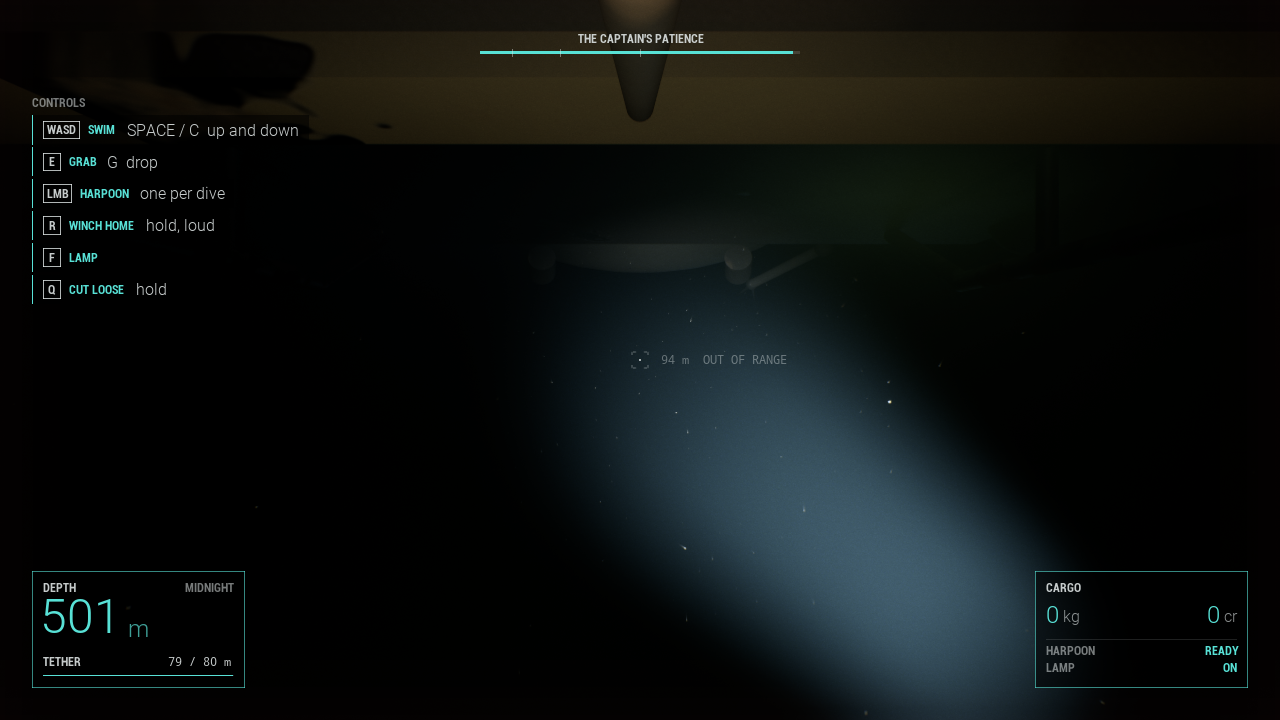 THE CAPTAIN'S PATIENCE
CONTROLS
WASD SWIM SPACE / C up and down
E GRAB G drop
LMB HARPOON one per dive
R WINCH HOME hold, loud
F LAMP
Q CUT LOOSE hold
94 m OUT OF RANGE
DEPTH MIDNIGHT
501 m
TETHER 79 / 80 m
CARGO
0 kg 0 cr
HARPOON READY
LAMP ON